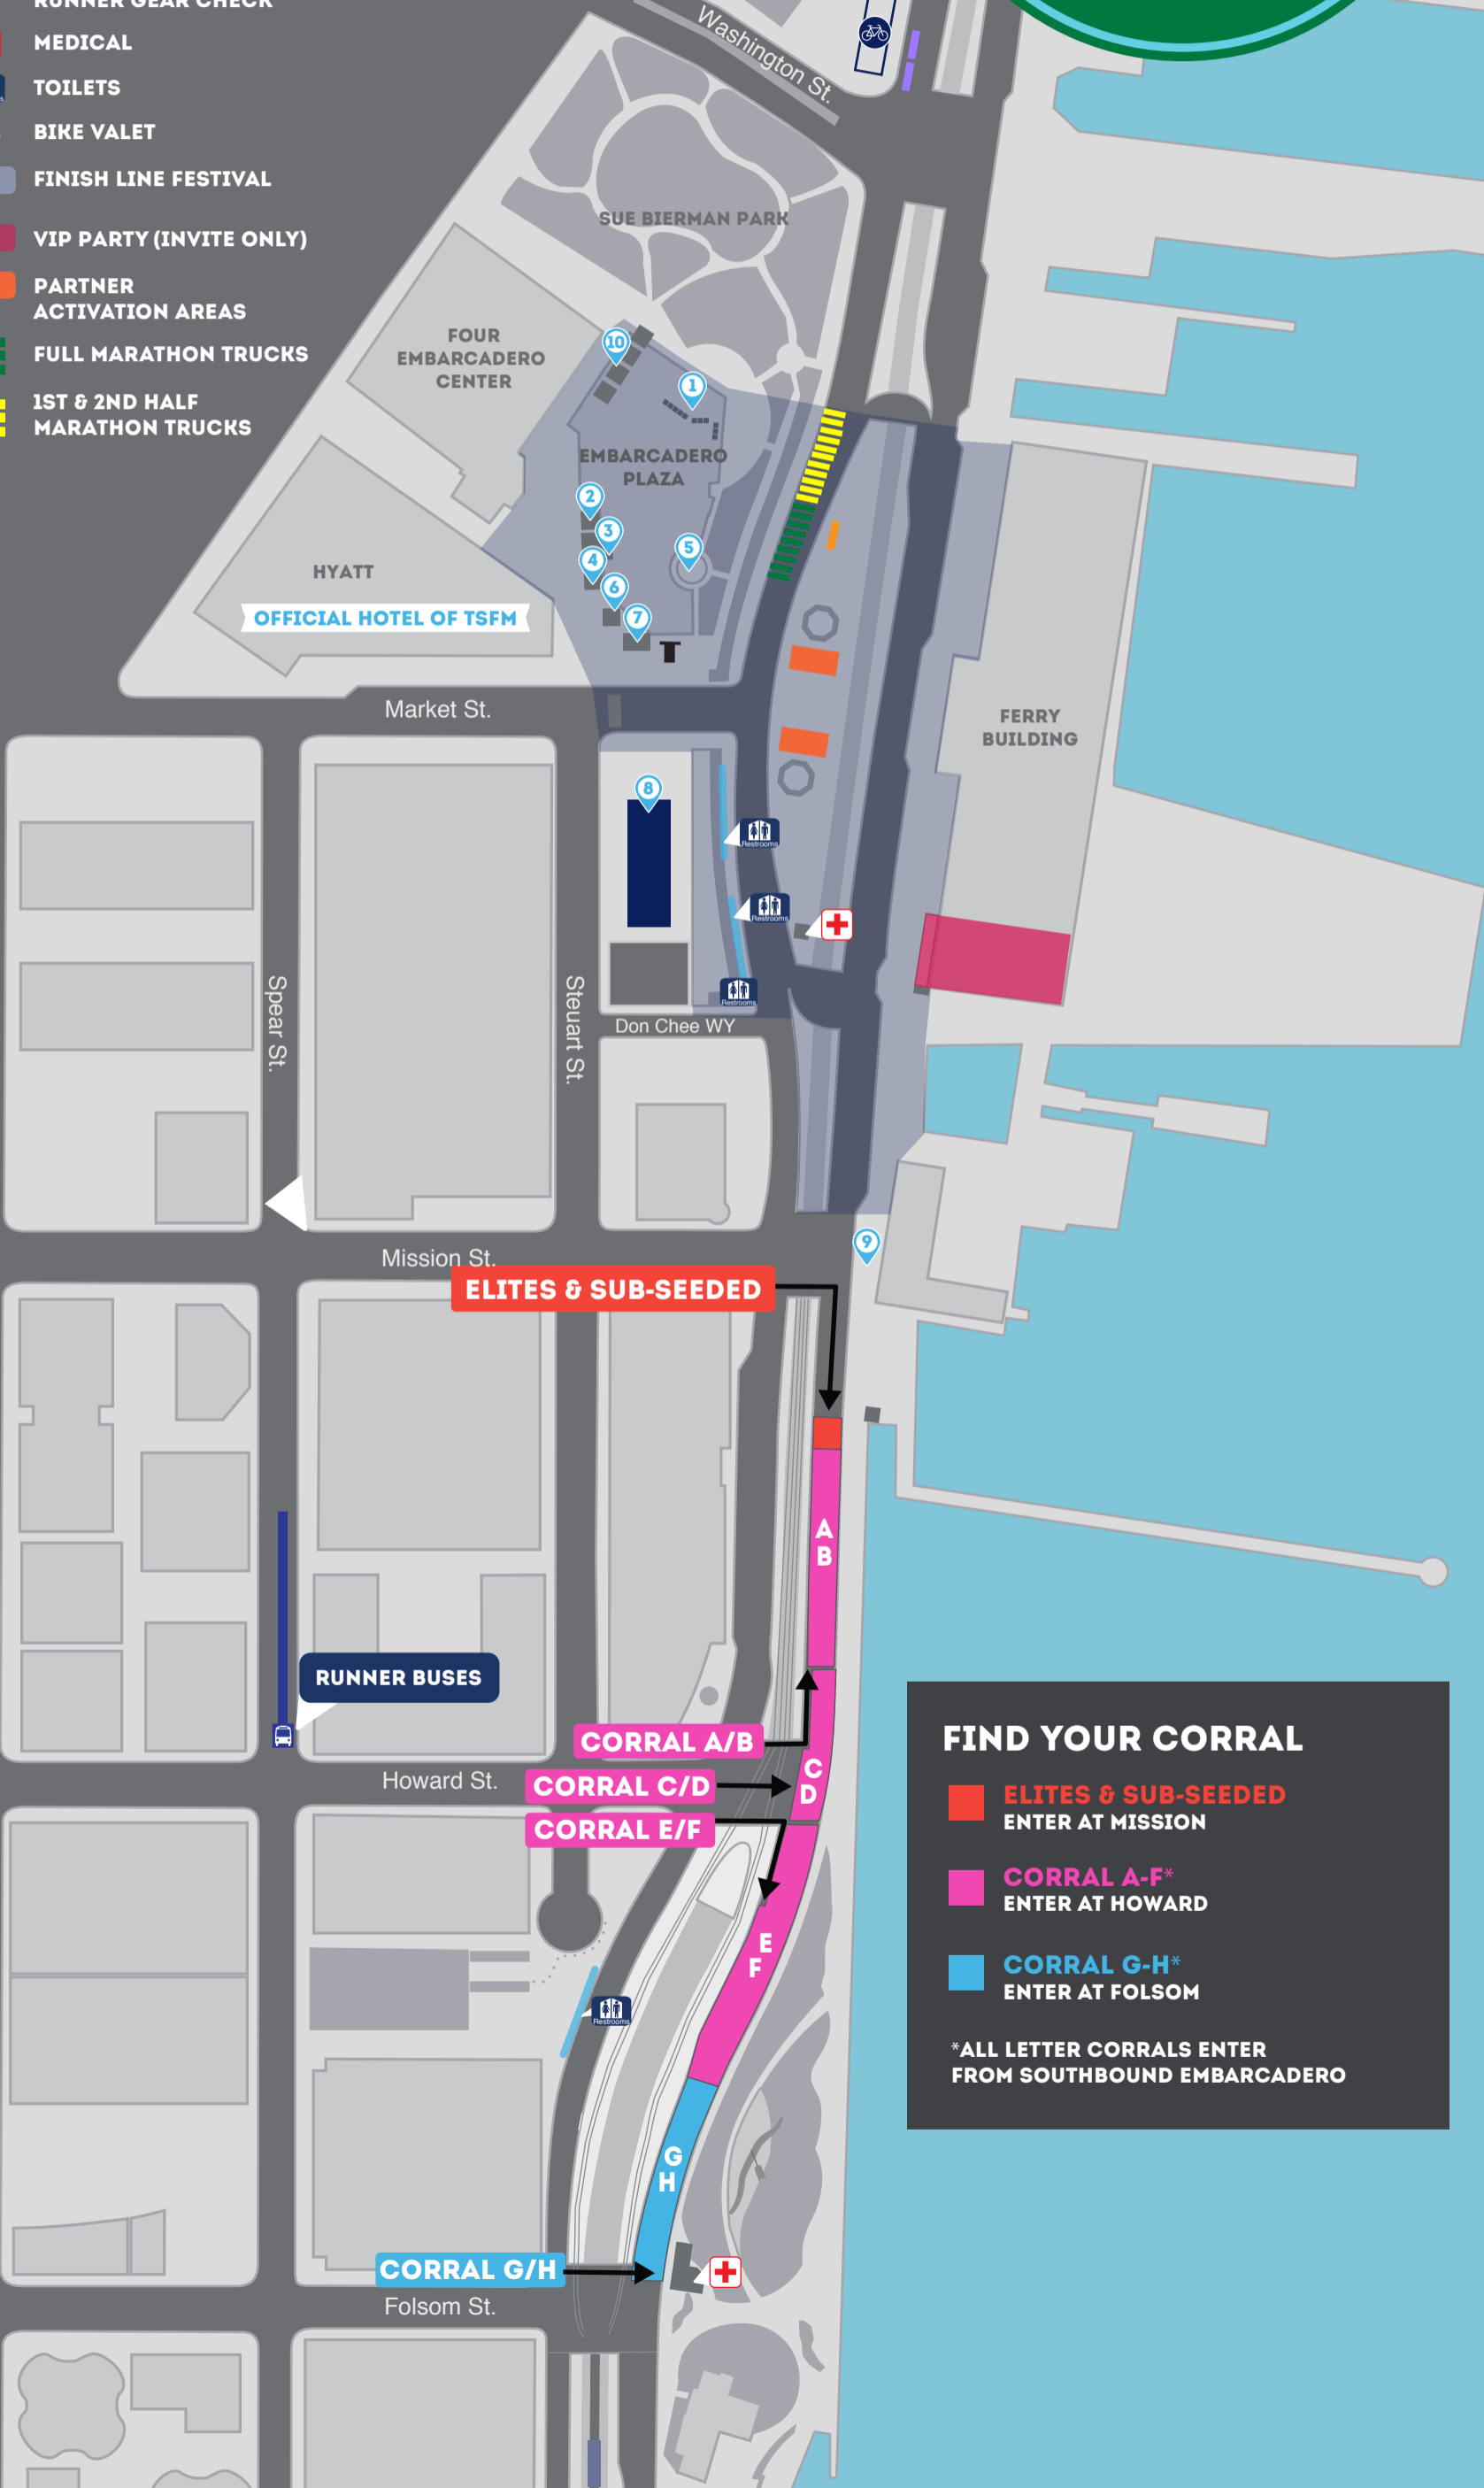 RUNNER GEAR CHECK
MEDICAL
TOILETS
BIKE VALET
FINISH LINE FESTIVAL
VIP PARTY (INVITE ONLY)
PARTNER
ACTIVATION AREAS
FULL MARATHON TRUCKS
1ST & 2ND HALF
MARATHON TRUCKS
Washington St.
SUE BIERMAN PARK
FOUR
EMBARCADERO
CENTER
10
1
EMBARCADERO
PLAZA
2
3
4
5
6
7
HYATT
OFFICIAL HOTEL OF TSFM
Market St.
FERRY
BUILDING
8
Restrooms
Restrooms
Restrooms
Spear St.
Steuart St.
Don Chee WY
9
Mission St.
ELITES & SUB-SEEDED
A
B
RUNNER BUSES
CORRAL A/B
C
D
CORRAL C/D
Howard St.
CORRAL E/F
E
F
Restrooms
G
H
CORRAL G/H
Folsom St.
FIND YOUR CORRAL
ELITES & SUB-SEEDED
ENTER AT MISSION
CORRAL A-F*
ENTER AT HOWARD
CORRAL G-H*
ENTER AT FOLSOM
*ALL LETTER CORRALS ENTER
FROM SOUTHBOUND EMBARCADERO